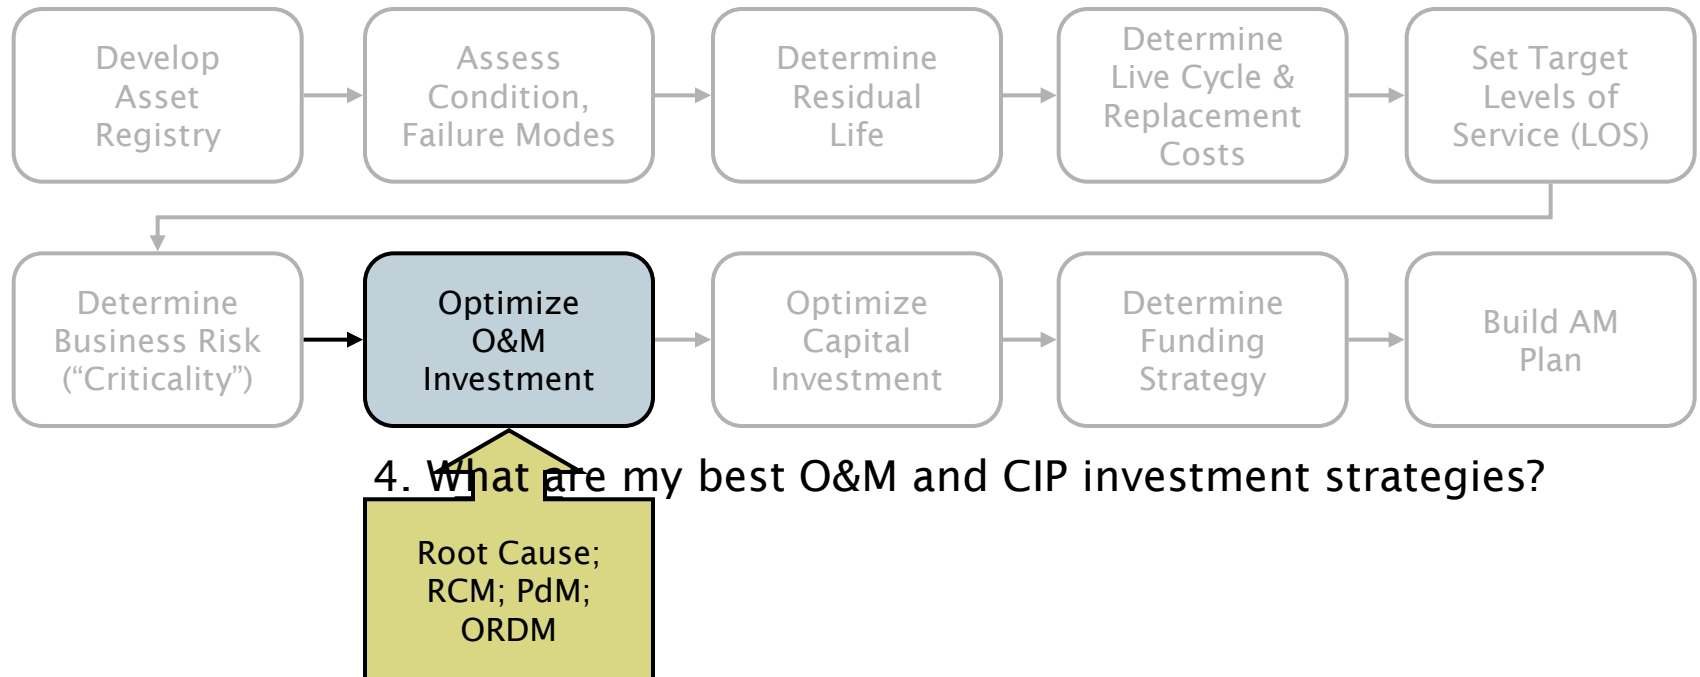 Develop
Asset
Registry
Assess
Condition,
Failure Modes
Determine
Residual
Life
Determine
Live Cycle &
Replacement
Costs
Set Target
Levels of
Service (LOS)
Determine
Business Risk
(“Criticality”)
Optimize
O&M
Investment
Optimize
Capital
Investment
Determine
Funding
Strategy
Build AM
Plan
4. What are my best O&M and CIP investment strategies?
Root Cause;
RCM; PdM;
ORDM